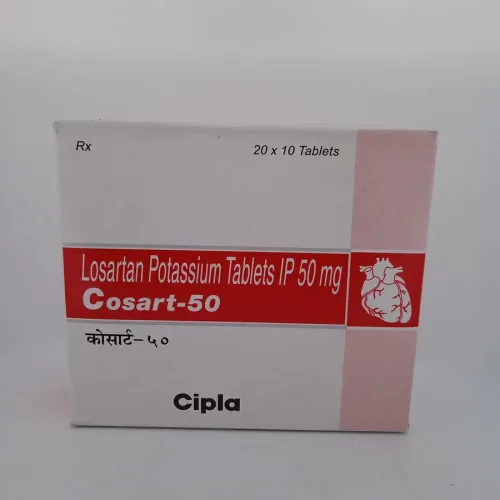 Rx
20 x 10 Tablets
Losartan Potassium Tablets IP 50 mg
Cosart-50
कोसार्ट-५०
Cipla